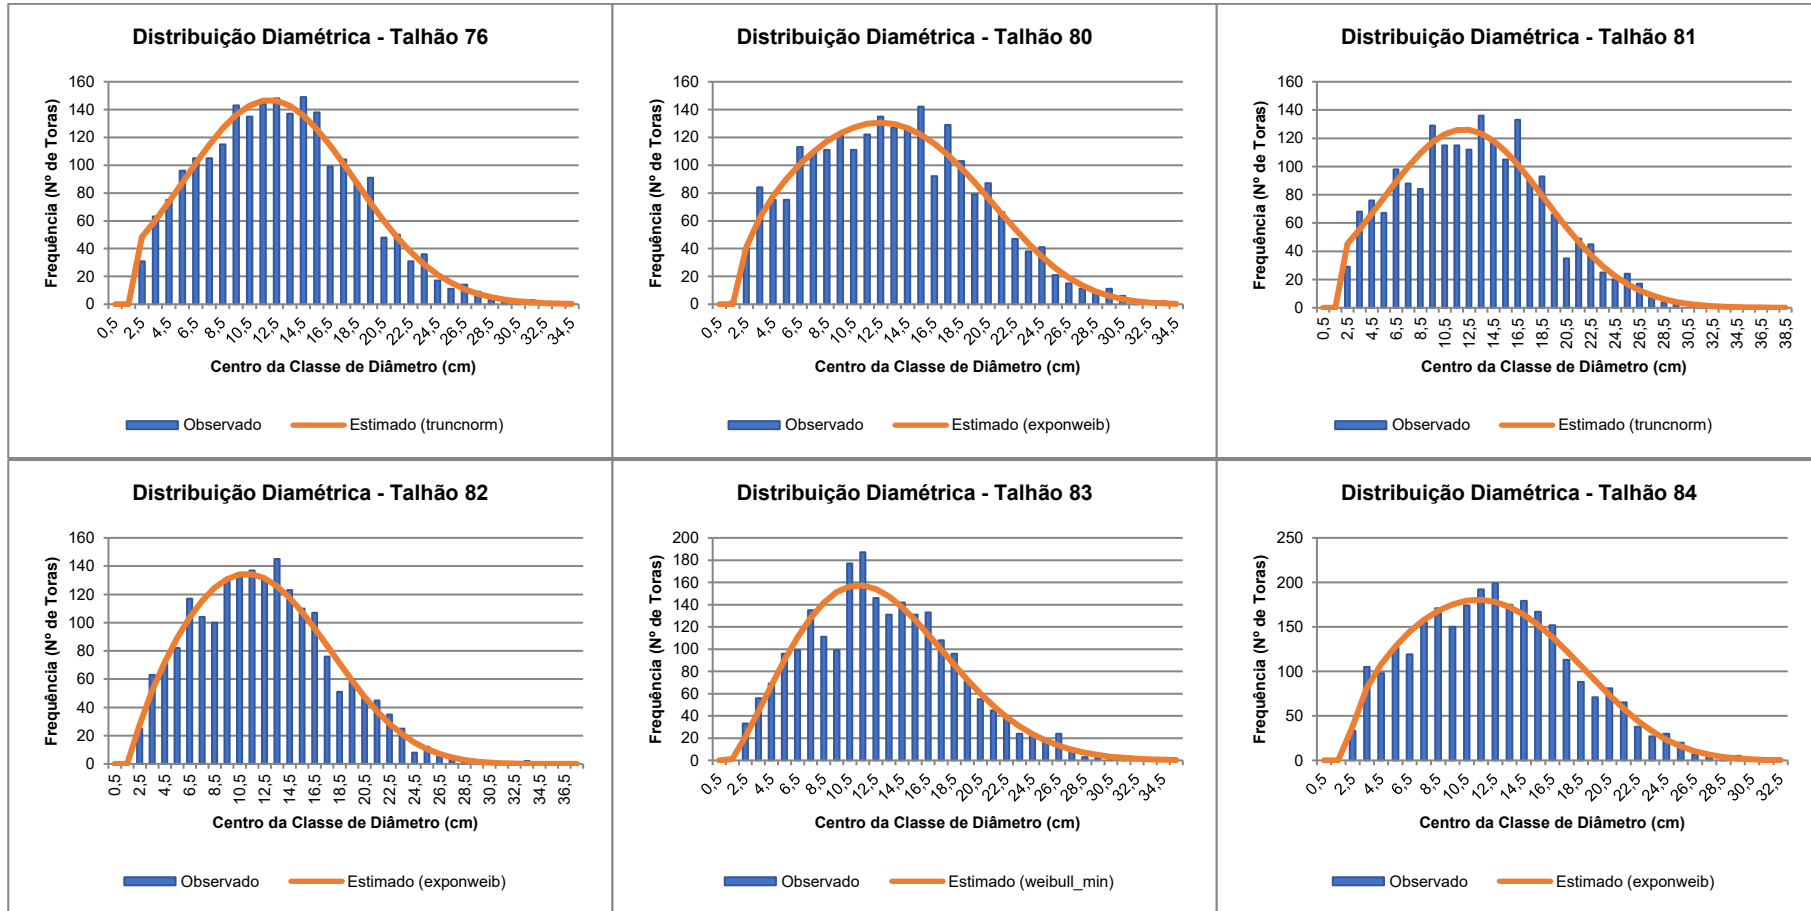 Distribuição Diamétrica - Talhão 76
Frequência (Nº de Toras)
160
140
120
100
80
60
40
20
0
0,5 2,5 4,5 6,5 8,5 10,5 12,5 14,5 16,5 18,5 20,5 22,5 24,5 26,5 28,5 30,5 32,5 34,5
Centro da Classe de Diâmetro (cm)
Observado Estimado (truncnorm)
Distribuição Diamétrica - Talhão 80
Frequência (Nº de Toras)
160
140
120
100
80
60
40
20
0
0,5 2,5 4,5 6,5 8,5 10,5 12,5 14,5 16,5 18,5 20,5 22,5 24,5 26,5 28,5 30,5 32,5 34,5
Centro da Classe de Diâmetro (cm)
Observado Estimado (exponweib)
Distribuição Diamétrica - Talhão 81
Frequência (Nº de Toras)
160
140
120
100
80
60
40
20
0
0,5 2,5 4,5 6,5 8,5 10,5 12,5 14,5 16,5 18,5 20,5 22,5 24,5 26,5 28,5 30,5 32,5 34,5 36,5 38,5
Centro da Classe de Diâmetro (cm)
Observado Estimado (truncnorm)
Distribuição Diamétrica - Talhão 82
Frequência (Nº de Toras)
160
140
120
100
80
60
40
20
0
0,5 2,5 4,5 6,5 8,5 10,5 12,5 14,5 16,5 18,5 20,5 22,5 24,5 26,5 28,5 30,5 32,5 34,5 36,5
Centro da Classe de Diâmetro (cm)
Observado Estimado (exponweib)
Distribuição Diamétrica - Talhão 83
Frequência (Nº de Toras)
200
180
160
140
120
100
80
60
40
20
0
0,5 2,5 4,5 6,5 8,5 10,5 12,5 14,5 16,5 18,5 20,5 22,5 24,5 26,5 28,5 30,5 32,5 34,5
Centro da Classe de Diâmetro (cm)
Observado Estimado (weibull_min)
Distribuição Diamétrica - Talhão 84
Frequência (Nº de Toras)
250
200
150
100
50
0
0,5 2,5 4,5 6,5 8,5 10,5 12,5 14,5 16,5 18,5 20,5 22,5 24,5 26,5 28,5 30,5 32,5
Centro da Classe de Diâmetro (cm)
Observado Estimado (exponweib)